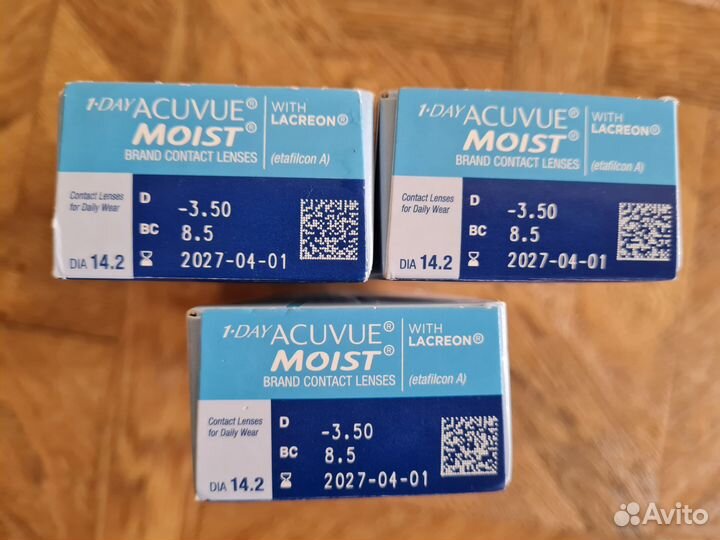 1-DAY ACUVUE®
MOIST®
BRAND CONTACT LENSES
WITH
LACREON®
(etafilcon A)
Contact Lenses
for Daily Wear
DIA 14.2
D -3.50
BC 8.5
2027-04-01
1-DAY ACUVUE®
MOIST®
BRAND CONTACT LENSES
WITH
LACREON®
(etafilcon A)
Contact Lenses
for Daily Wear
DIA 14.2
D -3.50
BC 8.5
2027-04-01
1-DAY ACUVUE®
MOIST®
BRAND CONTACT LENSES
WITH
LACREON®
(etafilcon A)
Contact Lenses
for Daily Wear
DIA 14.2
D -3.50
BC 8.5
2027-04-01
Avito